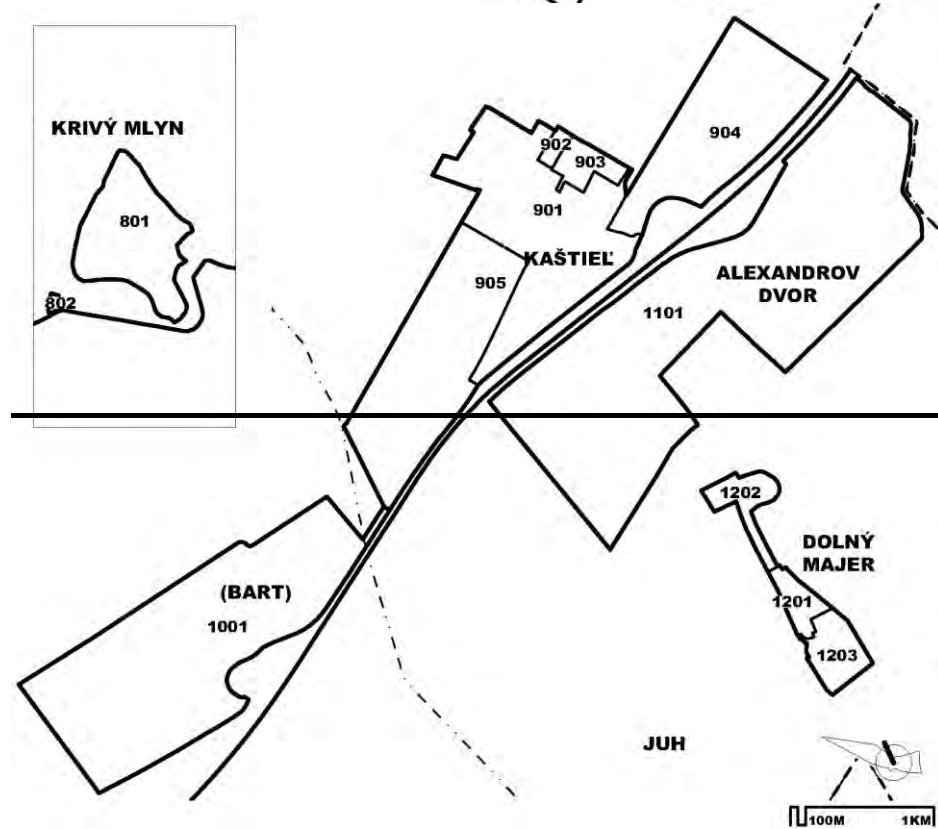 KRIVÝ MLYN
801
802
904
902
903
901
KAŠTIEĽ
905
ALEXANDROV
DVOR
1101
1202
DOLNÝ
MAJER
1201
1203
(BART)
1001
JUH
100M 1KM